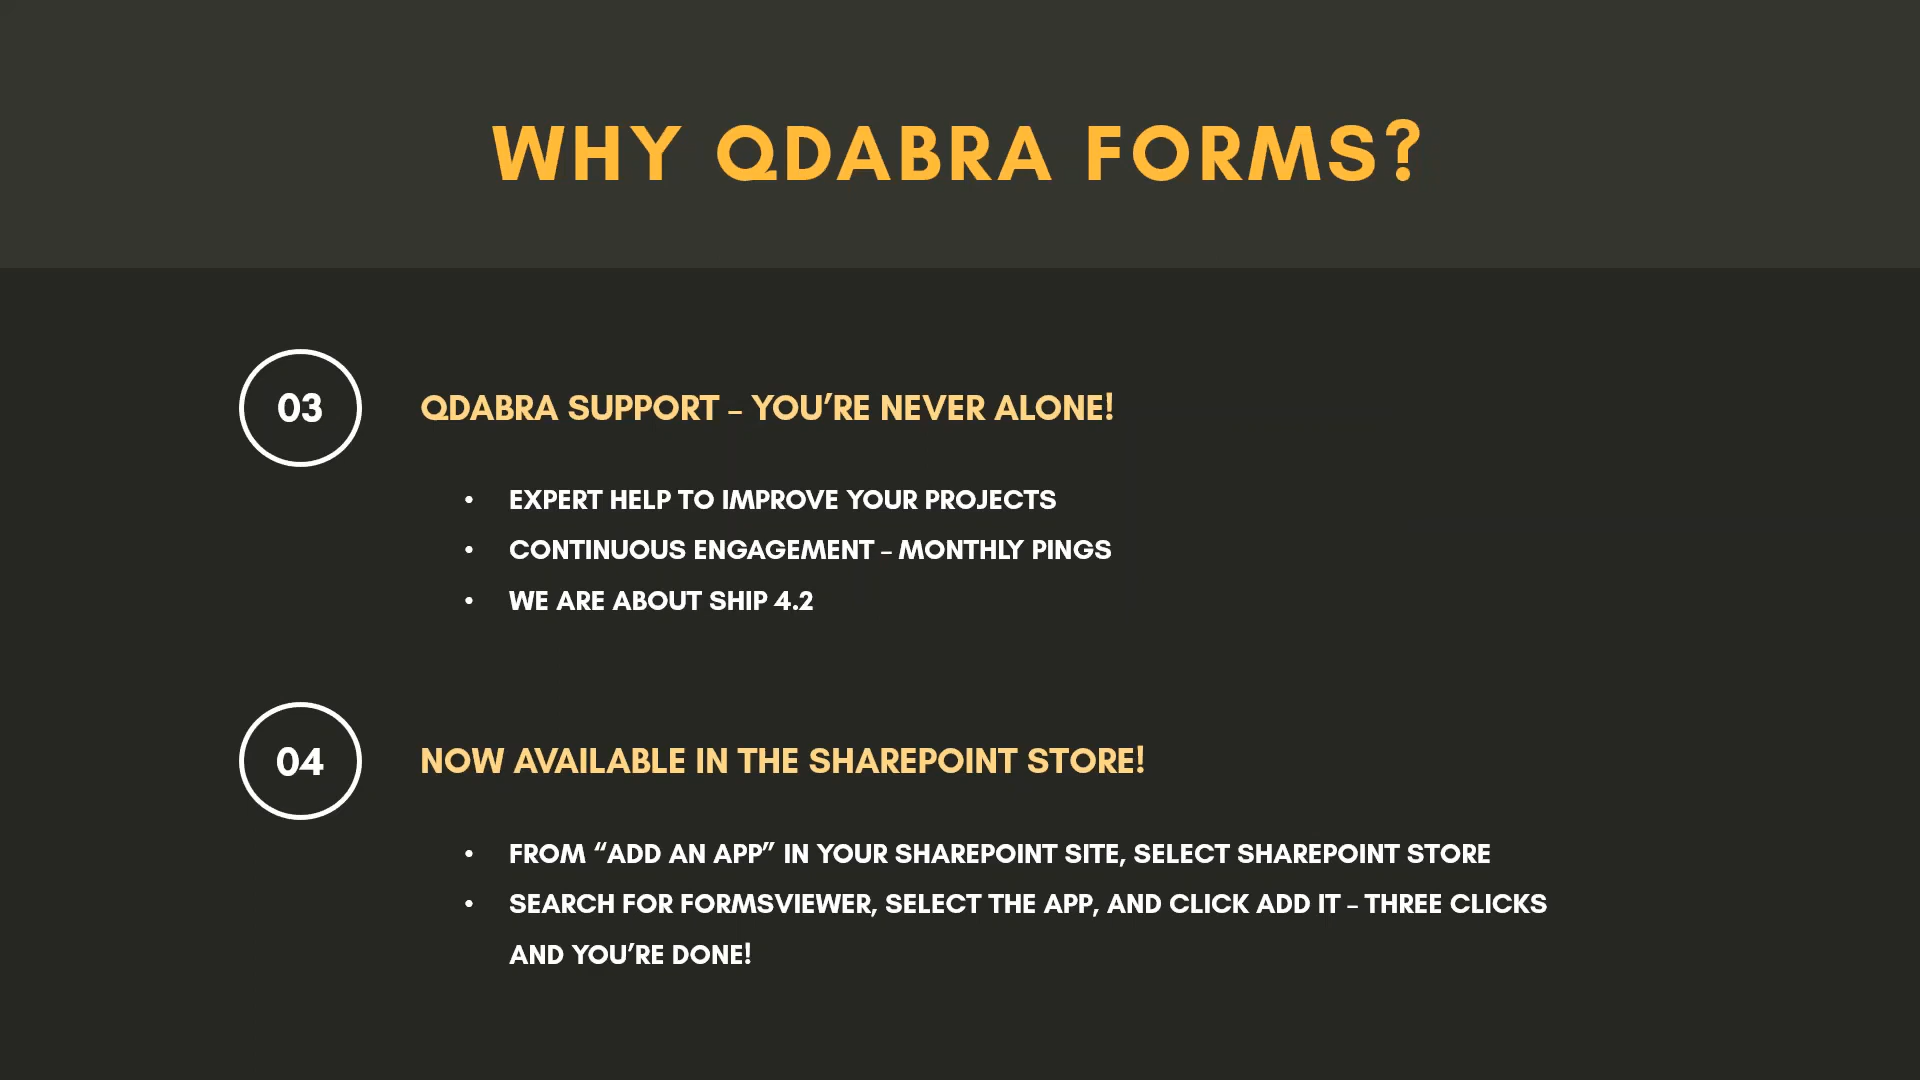 WHY QDABRA FORMS?
03
QDABRA SUPPORT – YOU’RE NEVER ALONE!
• EXPERT HELP TO IMPROVE YOUR PROJECTS
• CONTINUOUS ENGAGEMENT – MONTHLY PINGS
• WE ARE ABOUT SHIP 4.2
04
NOW AVAILABLE IN THE SHAREPOINT STORE!
• FROM “ADD AN APP” IN YOUR SHAREPOINT SITE, SELECT SHAREPOINT STORE
• SEARCH FOR FORMSVIEWER, SELECT THE APP, AND CLICK ADD IT – THREE CLICKS
AND YOU’RE DONE!